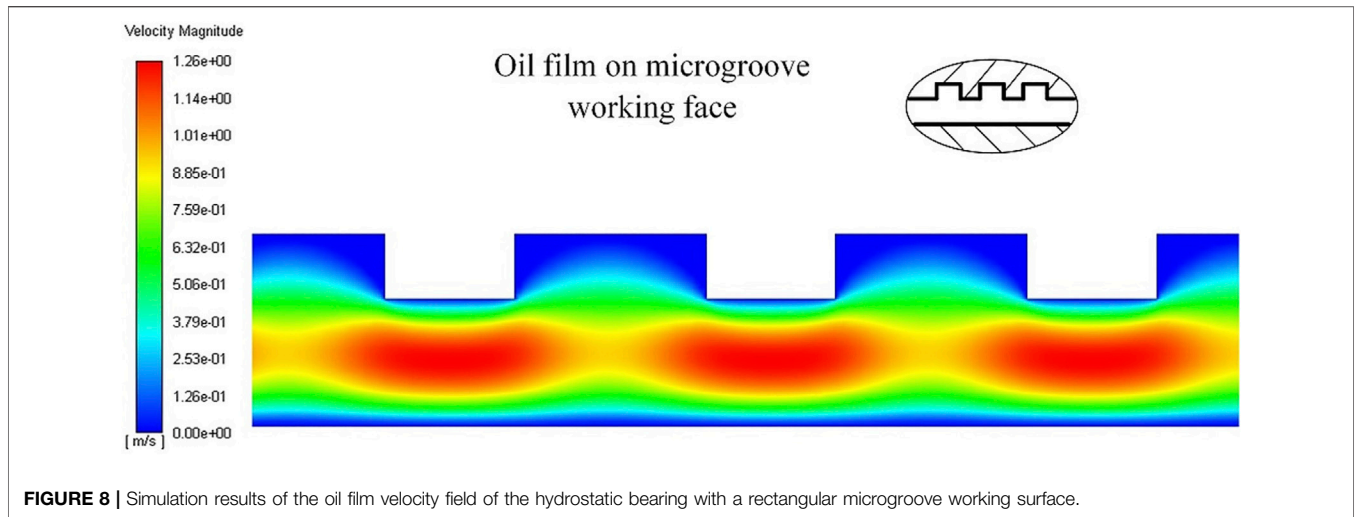 Velocity Magnitude
1.26e+00
1.14e+00
1.01e+00
8.85e-01
7.59e-01
6.32e-01
5.06e-01
3.79e-01
2.53e-01
1.26e-01
0.00e+00
[ m/s ]
Oil film on microgroove
working face
FIGURE 8 | Simulation results of the oil film velocity field of the hydrostatic bearing with a rectangular microgroove working surface.